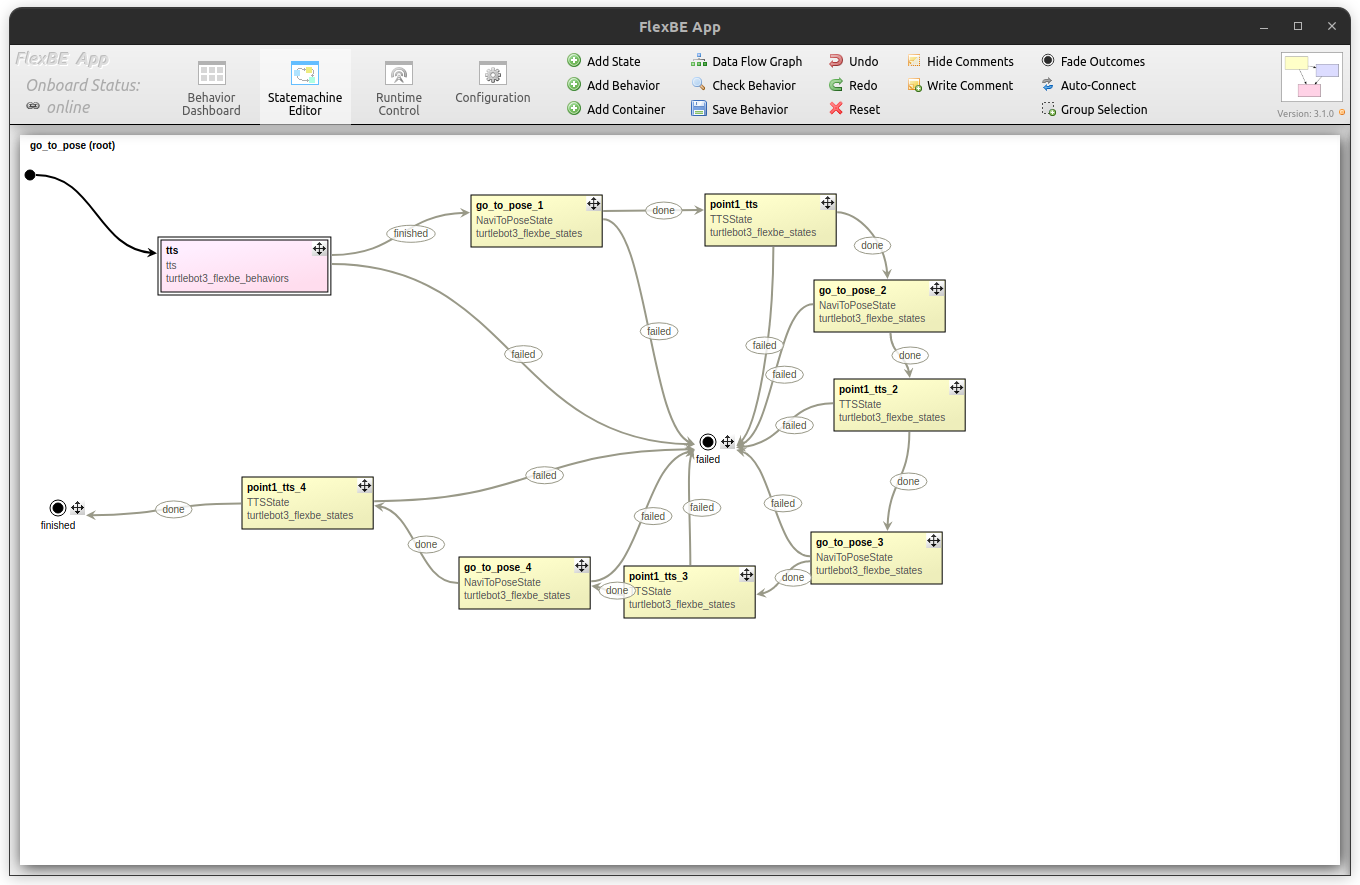 FlexBE App
FlexBE App
Onboard Status:
online
Behavior
Dashboard
Statemachine
Editor
Runtime
Control
Configuration
Add State
Add Behavior
Add Container
Data Flow Graph
Check Behavior
Save Behavior
Undo
Redo
Reset
Hide Comments
Write Comment
Fade Outcomes
Auto-Connect
Group Selection
Version: 3.1.0
go_to_pose (root)
tts
tts
turtlebot3_flexbe_behaviors
finished
failed
go_to_pose_1
NaviToPoseState
turtlebot3_flexbe_states
done
failed
point1_tts
TTSState
turtlebot3_flexbe_states
done
failed
go_to_pose_2
NaviToPoseState
turtlebot3_flexbe_states
done
failed
point1_tts_2
TTSState
turtlebot3_flexbe_states
done
failed
failed
go_to_pose_3
NaviToPoseState
turtlebot3_flexbe_states
done
failed
point1_tts_3
TSState
turtlebot3_flexbe_states
done
failed
go_to_pose_4
NaviToPoseState
turtlebot3_flexbe_states
done
failed
point1_tts_4
TTSState
turtlebot3_flexbe_states
done
failed
finished